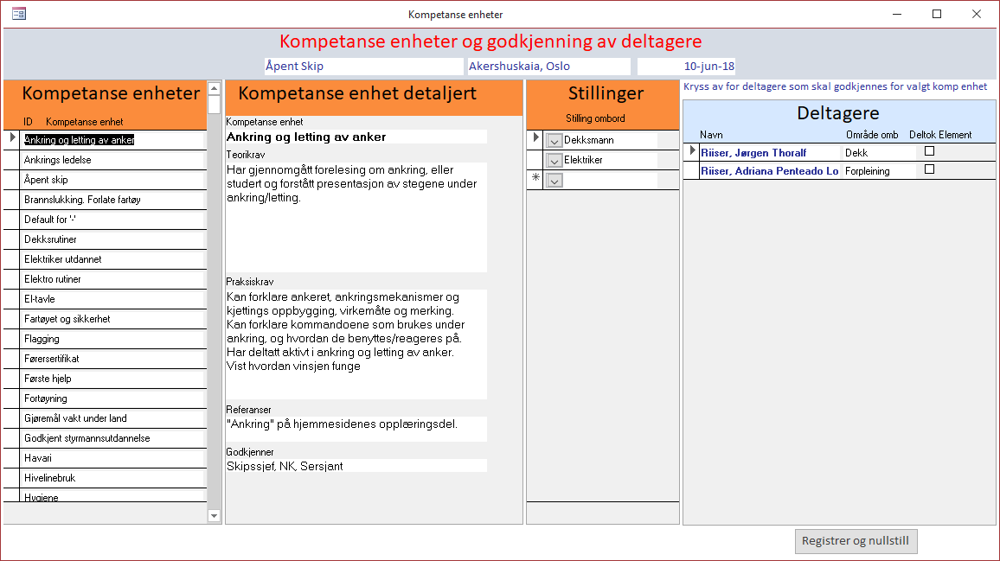 Kompetanse enheter
Kompetanse enheter og godkjenning av deltagere
Åpent Skip
Akershuskaia, Oslo
10-jun-18
Kompetanse enheter
ID Kompetanse enhet
Ankring og letting av anker
Ankrings ledelse
Åpent skip
Brannslukking. Forlate fartøy
Default for '-'
Dekksrutiner
Elektriker utdannet
Elektro rutiner
El-tavle
Fartøyet og sikkerhet
Flagging
Førersertifikat
Første hjelp
Fortøyning
Gjøremål vakt under land
Godkjent styrmannsutdannelse
Havari
Hivelinebruk
Hygiene
Kompetanse enhet detaljert
Kompetanse enhet
Ankring og letting av anker
Teorikrav
Har gjennomgått forelesing om ankring, eller
studert og forstått presentasjon av stegene under
ankring/letting.
Praksiskrav
Kan forklare ankeret, ankringsmekanismer og
kjettings oppbygging, virkemåte og merking.
Kan forklare kommandoene som brukes under
ankring, og hvordan de benyttes/reageres på.
Har deltatt aktivt i ankring og letting av anker.
Vist hvordan vinsjen funge
Referanser
"Ankring" på hjemmesidenes opplæringsdel.
Godkjenner
Skipssjef, NK, Sersjant
Stillinger
Stilling ombord
Dekksmann
Elektriker
Kryss av for deltagere som skal godkjennes for valgt komp enhet
Deltagere
Navn Område omb Deltok Element
Riiser, Jørgen Thoralf Dekk
Riiser, Adriana Penteado Lo Forpleining
Registrer og nullstill